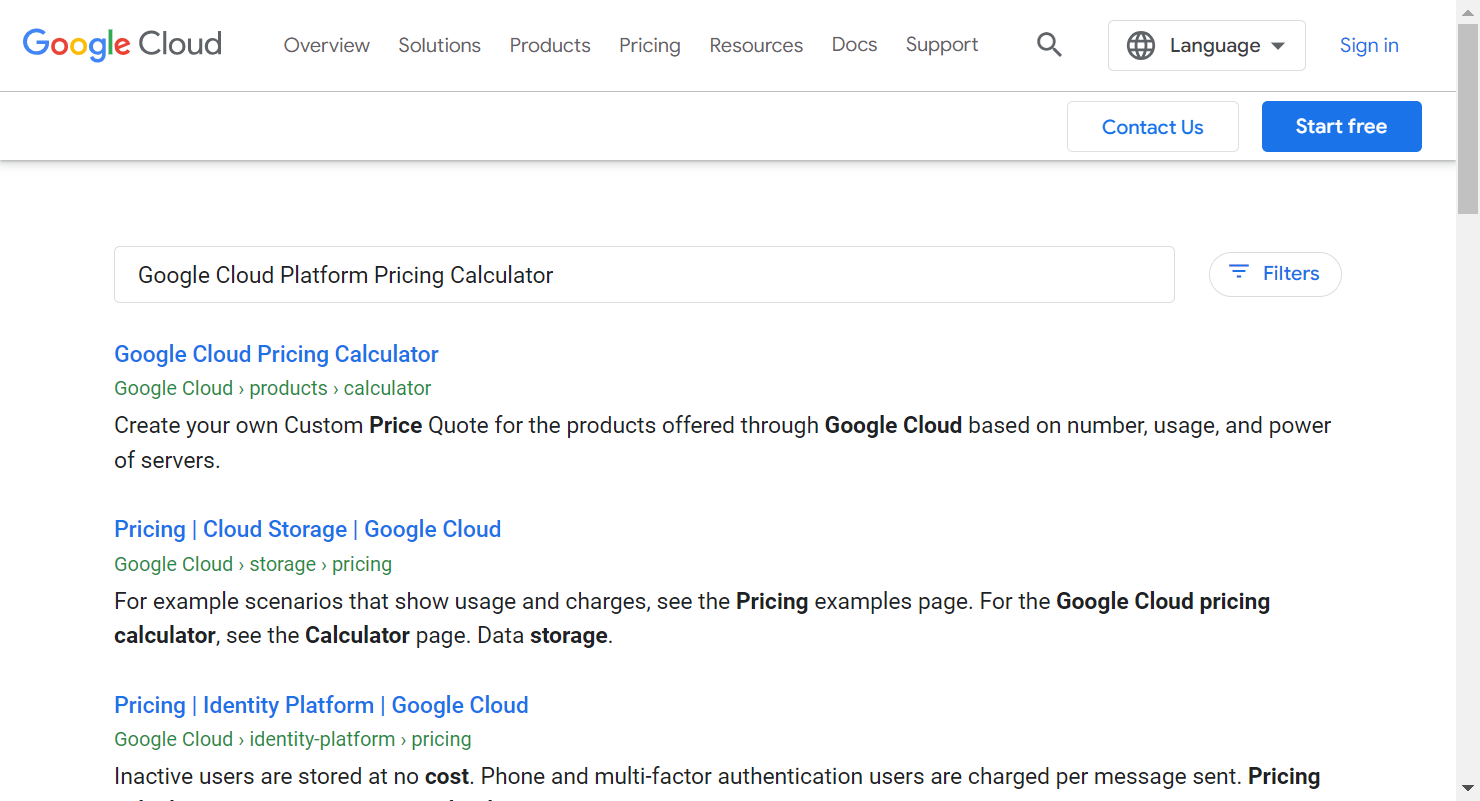 Google Cloud
Overview Solutions Products Pricing Resources Docs Support Language Sign in
Contact Us Start free
Google Cloud Platform Pricing Calculator Filters
Google Cloud Pricing Calculator
Google Cloud › products › calculator
Create your own Custom Price Quote for the products offered through Google Cloud based on number, usage, and power
of servers.
Pricing | Cloud Storage | Google Cloud
Google Cloud › storage › pricing
For example scenarios that show usage and charges, see the Pricing examples page. For the Google Cloud pricing
calculator, see the Calculator page. Data storage.
Pricing | Identity Platform | Google Cloud
Google Cloud › identity-platform › pricing
Inactive users are stored at no cost. Phone and multi-factor authentication users are charged per message sent. Pricing